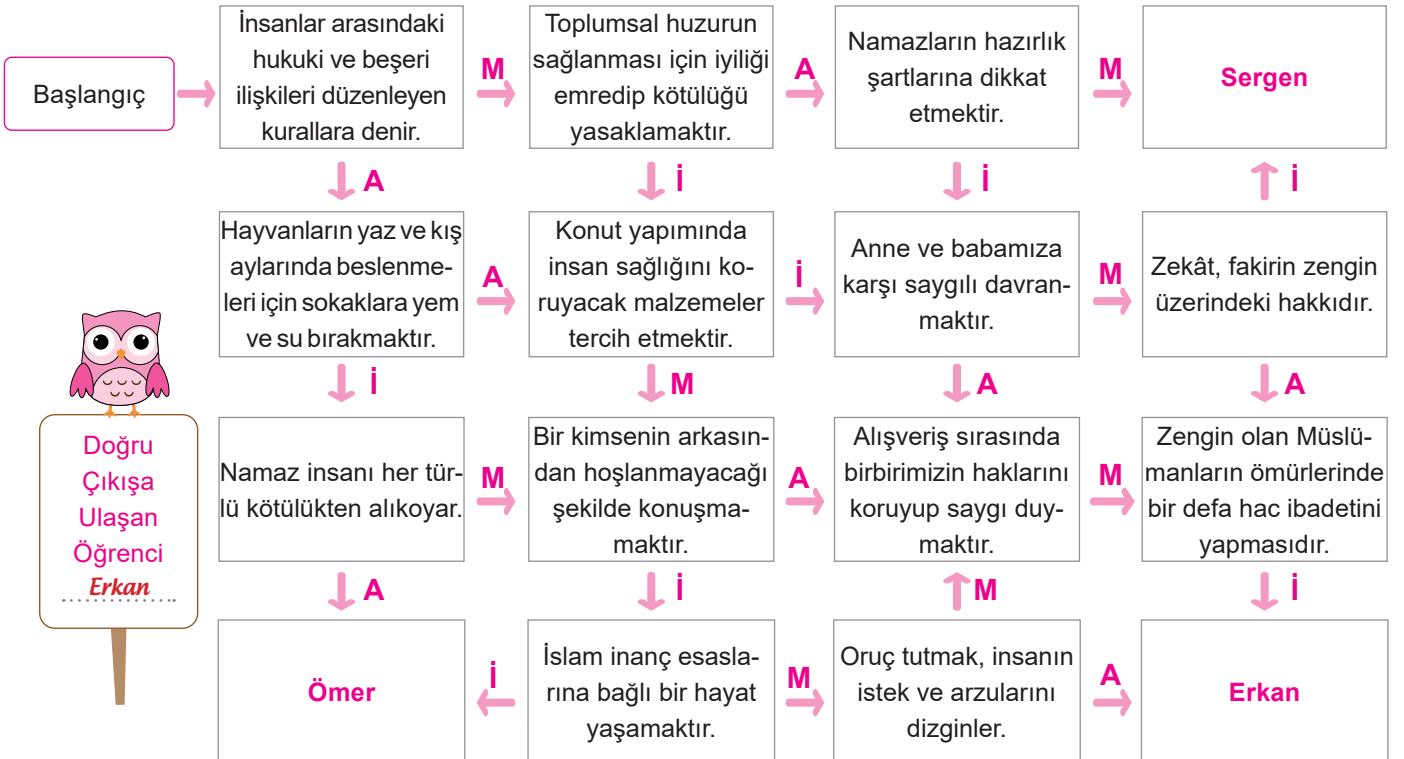 Başlangıç
İnsanlar arasındaki
hukuki ve beşeri
ilişkileri düzenleyen
kurallara denir.
M
Toplumsal huzurun
sağlanması için iyiliği
emredip kötülüğü
yasaklamaktır.
A
Namazların hazırlık
şartlarına dikkat
etmektir.
M
Sergen
A
İ
İ
İ
Hayvanların yaz ve kış
aylarında beslenme-
leri için sokaklara yem
ve su bırakmaktır.
A
Konut yapımında
insan sağlığını ko-
ruyacak malzemeler
tercih etmektir.
İ
Anne ve babamıza
karşı saygılı davran-
maktır.
M
Zekât, fakirin zengin
üzerindeki hakkıdır.
İ
M
A
A
Doğru
Çıkışa
Ulaşan
Öğrenci
Erkan
Namaz insanı her tür-
lü kötülükten alıkoyar.
M
Bir kimsenin arkasın-
dan hoşlanmayacağı
şekilde konuşma-
maktır.
A
Alışveriş sırasında
birbirimizin haklarını
koruyup saygı duy-
maktır.
M
Zengin olan Müslü-
manların ömürlerinde
bir defa hac ibadetini
yapmasıdır.
A
İ
M
İ
Ömer
İ
İslam inanç esasla-
rına bağlı bir hayat
yaşamaktır.
M
Oruç tutmak, insanın
istek ve arzularını
dizginler.
A
Erkan